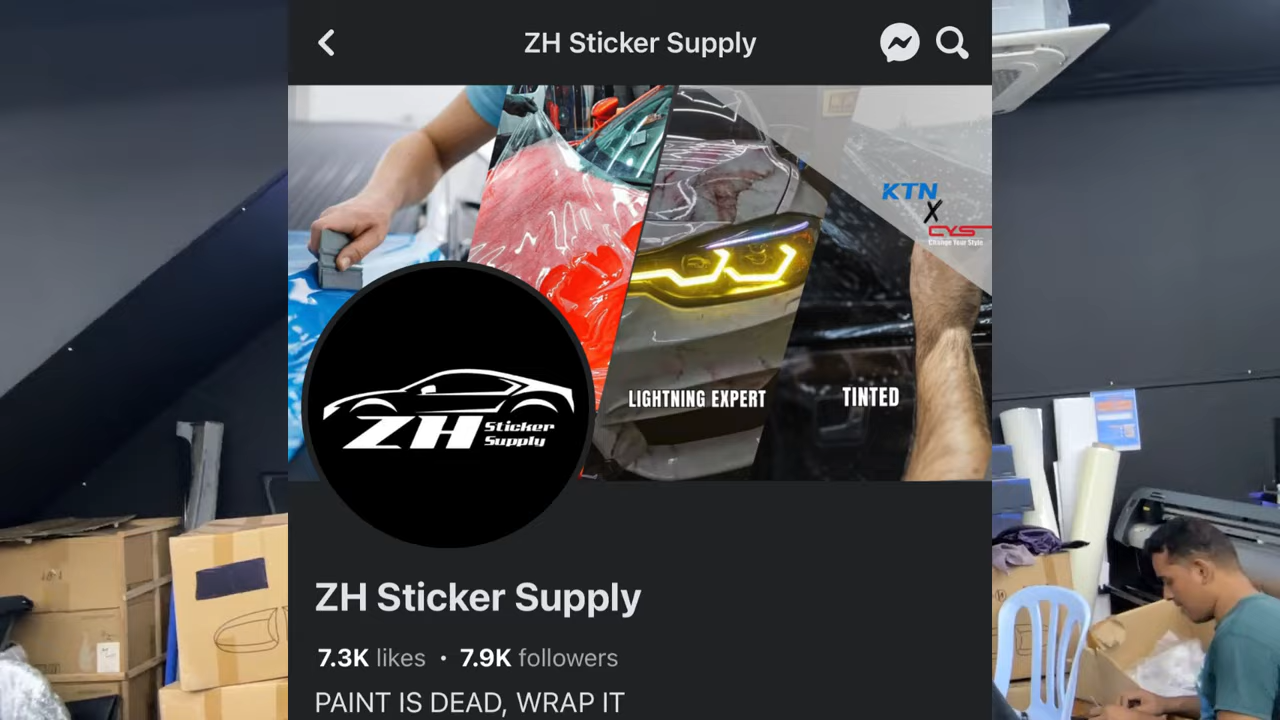 ZH Sticker Supply
KTN
X
CYS
Change Your Style
LIGHTNING EXPERT
TINTED
ZH Sticker
Supply
ZH Sticker Supply
7.3K likes · 7.9K followers
PAINT IS DEAD, WRAP IT